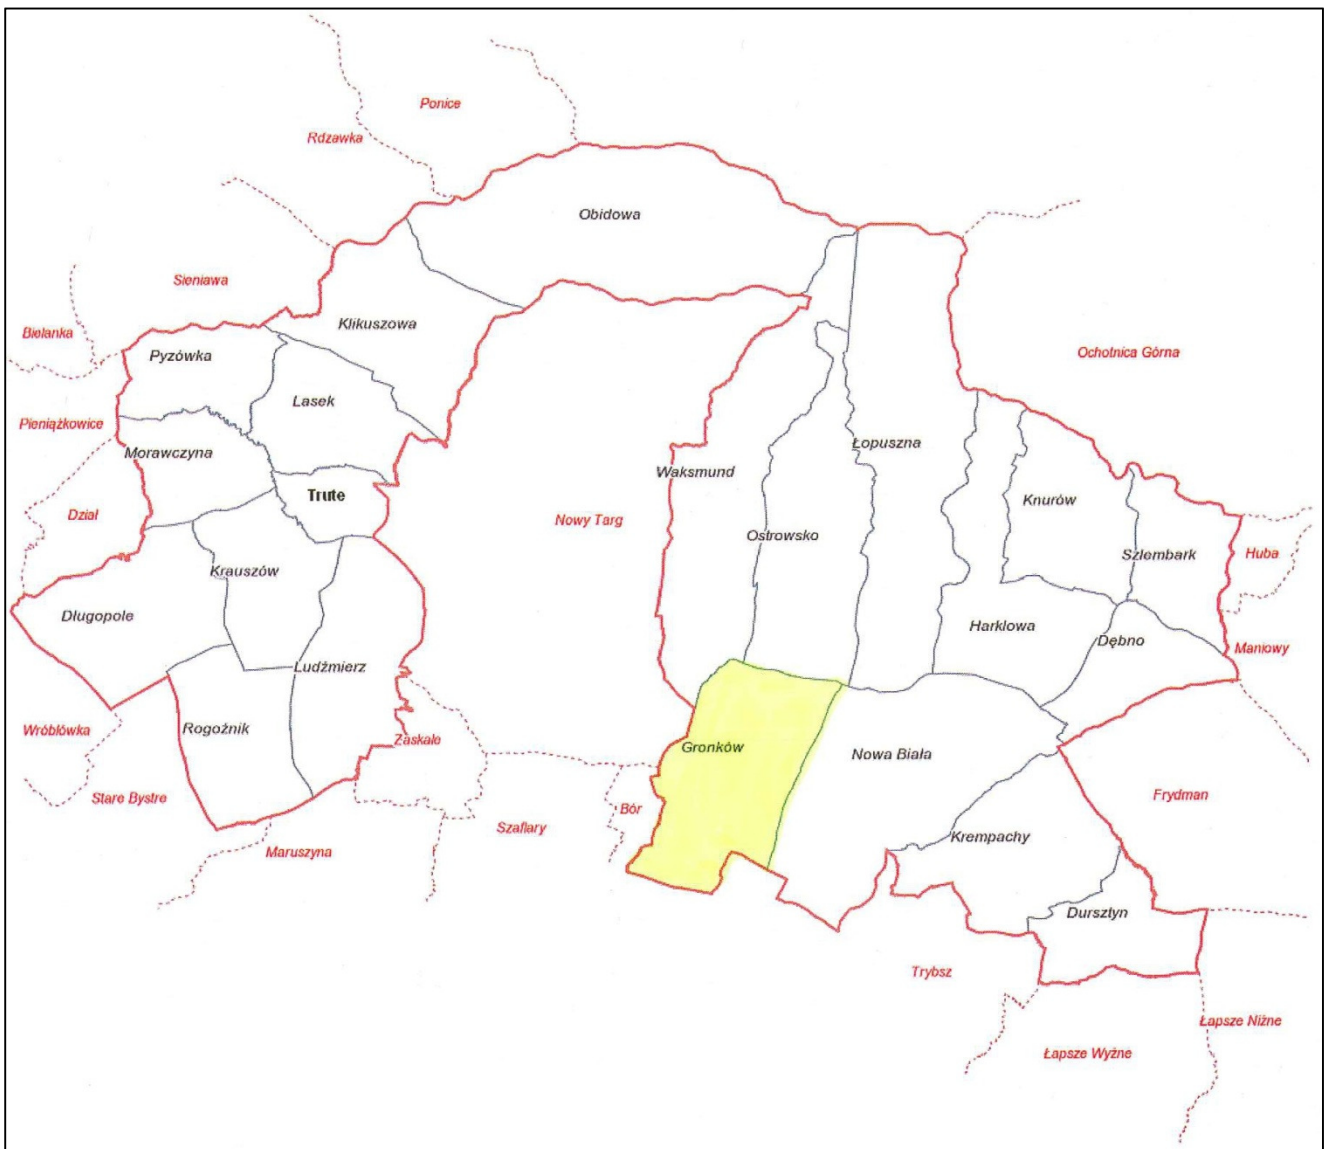 Ponice
Rdzawka
Obidowa
Sieniawa
Klikuszowa
Bielanka
Pyzówka
Ochotnica Górna
Lasek
Pieniążkowice
Morawczyna
Łopuszna
Waksmund
Trute
Knurów
Dział
Nowy Targ
Ostrowsko
Szlembark
Huba
Krauszów
Długopole
Harklowa
Dębno
Maniowy
Ludźmierz
Wróblówka
Rogoźnik
Zaskale
Gronków
Nowa Biała
Stare Bystre
Frydman
Bór
Szaflary
Krempachy
Maruszyna
Dursztyn
Trybsz
Łapsze Niżne
Łapsze Wyżne